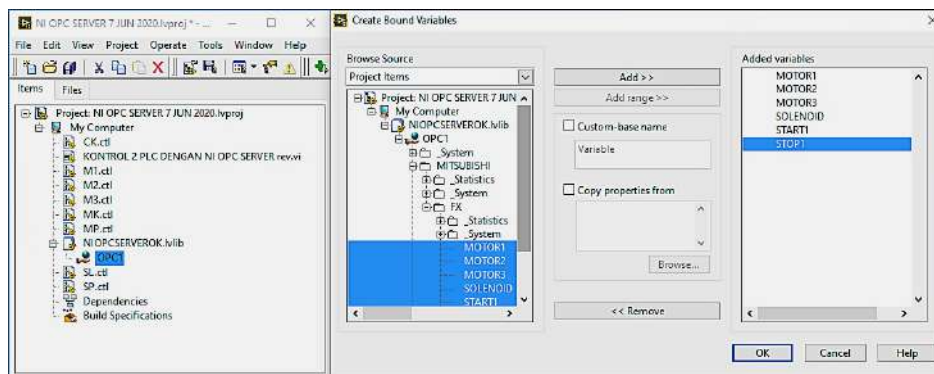 NI OPC SERVER 7 JUN 2020.lvproj * - ...
File Edit View Project Operate Tools Window Help
Items Files
Project: NI OPC SERVER 7 JUN 2020.lvproj
My Computer
CK.ctl
KONTROL 2 PLC DENGAN NI OPC SERVER rev.vi
M1.ctl
M2.ctl
M3.ctl
MK.ctl
MP.ctl
NIOPCSERVEROK.lvlib
OPC1
SL.ctl
SP.ctl
Dependencies
Build Specifications
Create Bound Variables
Browse Source
Project Items
Project: NI OPC SERVER 7 JUN
My Computer
NIOPCSERVEROK.lvlib
OPC1
_System
MITSUBISHI
_Statistics
_System
FX
_Statistics
_System
MOTOR1
MOTOR2
MOTOR3
SOLENOID
START1
Add >>
Add range >>
Custom-base name
Variable
Copy properties from
Browse...
<< Remove
Added variables
MOTOR1
MOTOR2
MOTOR3
SOLENOID
START1
STOP1
OK Cancel Help